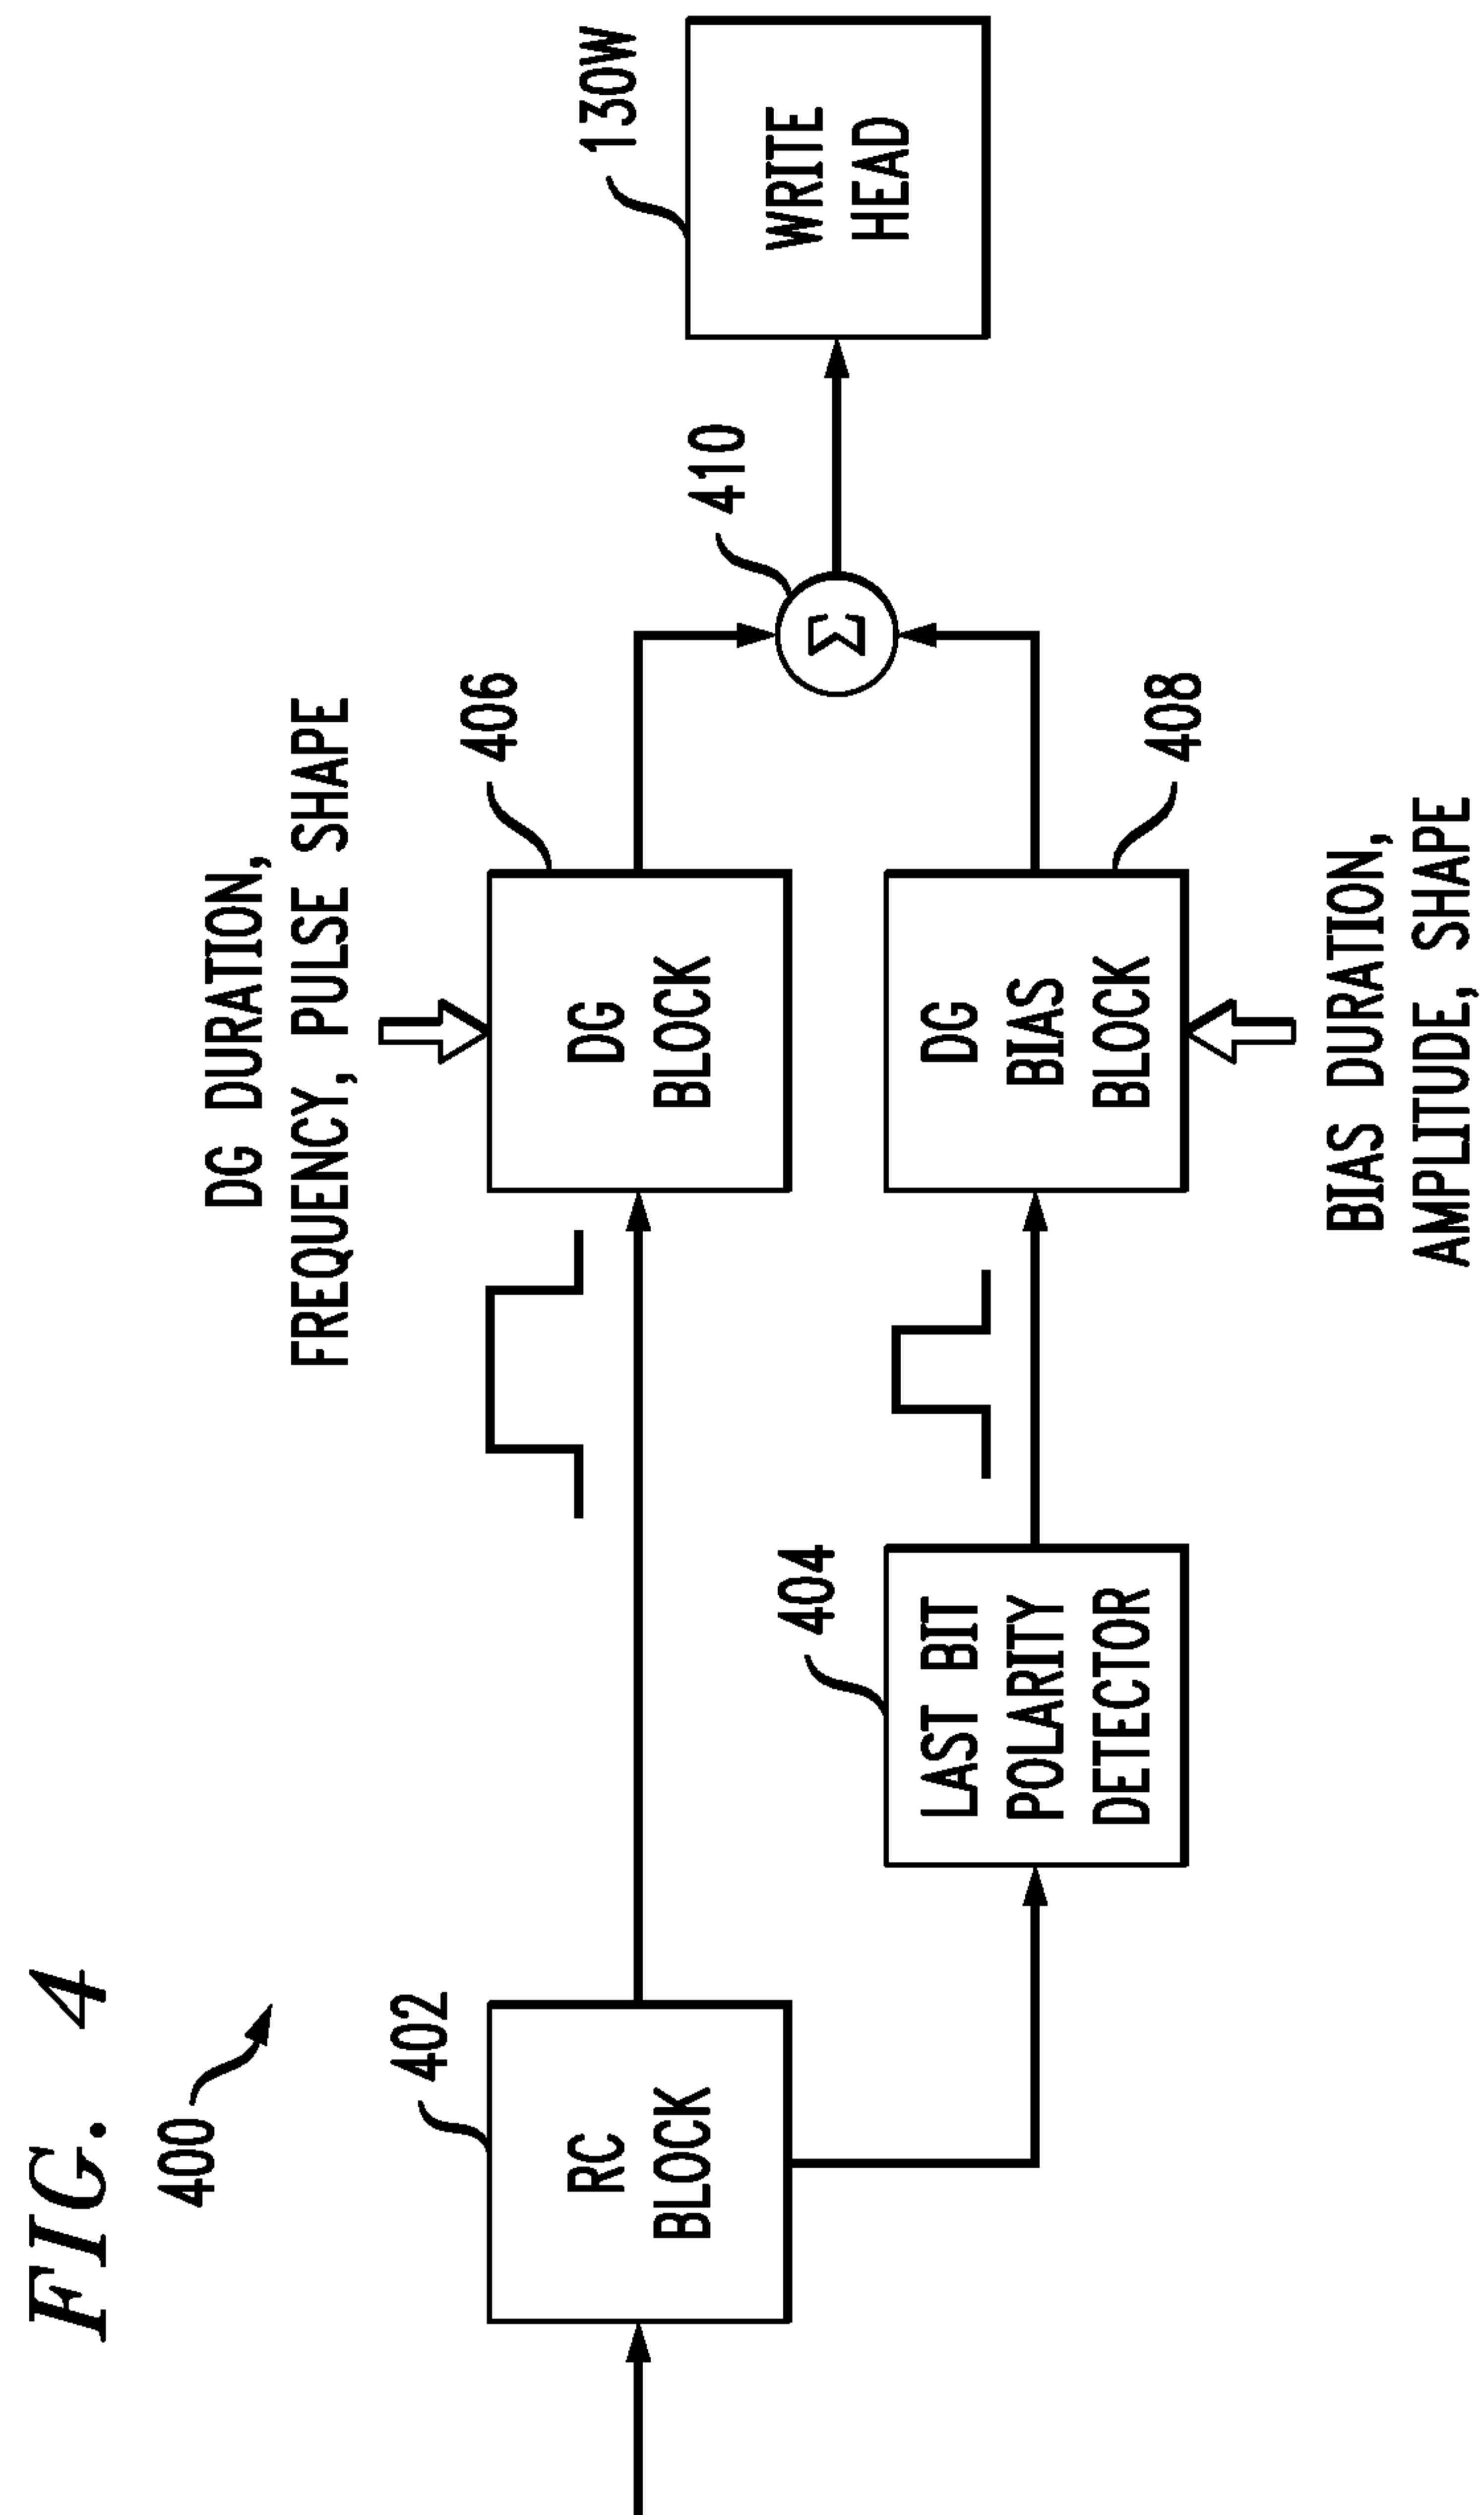 FIG. 4
400
402
RC
BLOCK
404
LAST BIT
POLARITY
DETECTOR
DG DURATION,
FREQUENCY, PULSE SHAPE
406
DG
BLOCK
DG
BIAS
BLOCK
408
BIAS DURATION,
AMPLITUDE, SHAPE
410
Σ
130W
WRITE
HEAD